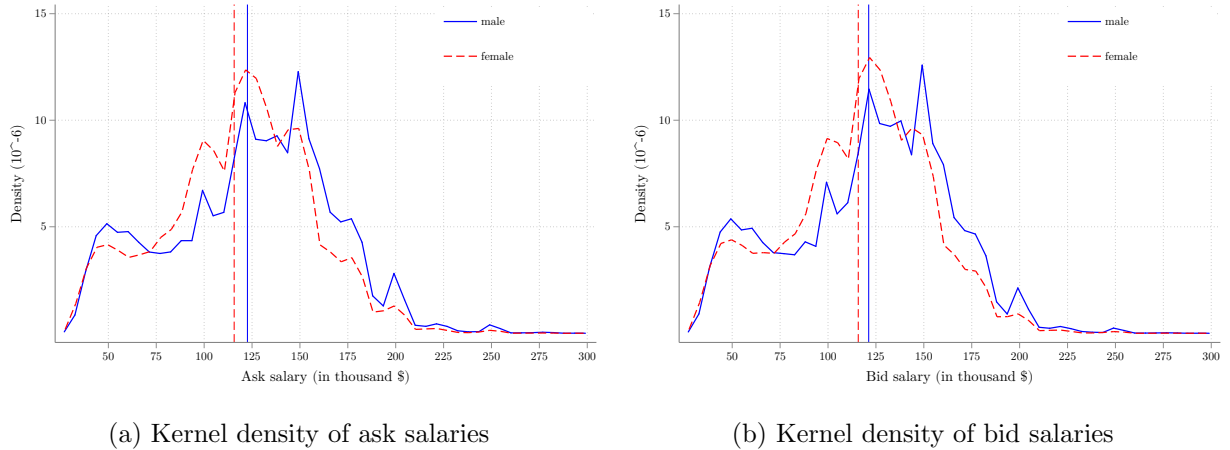 15
10
5
Density (10^-6)
male
female
50 75 100 125 150 175 200 225 250 275 300
Ask salary (in thousand $)
(a) Kernel density of ask salaries
15
10
5
Density (10^-6)
male
female
50 75 100 125 150 175 200 225 250 275 300
Bid salary (in thousand $)
(b) Kernel density of bid salaries